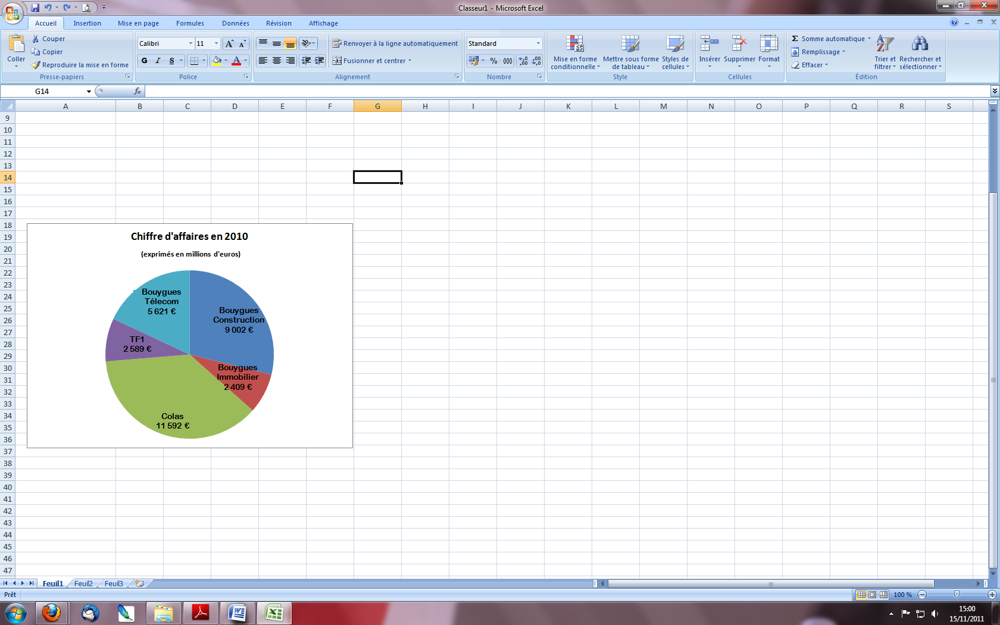 Classeur1 - Microsoft Excel
Accueil Insertion Mise en page Formules Données Révision Affichage
Couper
Copier
Reproduire la mise en forme
Coller
Presse-papiers
Calibri 11
G I S
Police
Renvoyer à la ligne automatiquement
Fusionner et centrer
Alignement
Standard
% 000
Nombre
Mise en forme conditionnelle
Mettre sous forme de tableau
Styles de cellules
Style
Insérer Supprimer Format
Cellules
Σ Somme automatique
Remplissage
Effacer
Trier et filtrer
Rechercher et sélectionner
Édition
G14 fx
A B C D E F G H I J K L M N O P Q R S
9
10
11
12
13
14
15
16
17
18
19
20
21
22
23
24
25
26
27
28
29
30
31
32
33
34
35
36
37
38
39
40
41
42
43
44
45
46
47
Chiffre d'affaires en 2010
(exprimés en millions d'euros)
Bouygues
Télecom
5 621 €
Bouygues
Construction
9 002 €
TF1
2 589 €
Bouygues
Immobilier
2 409 €
Colas
11 592 €
Feuil1 Feuil2 Feuil3
Prêt
100 %
15:00
15/11/2011